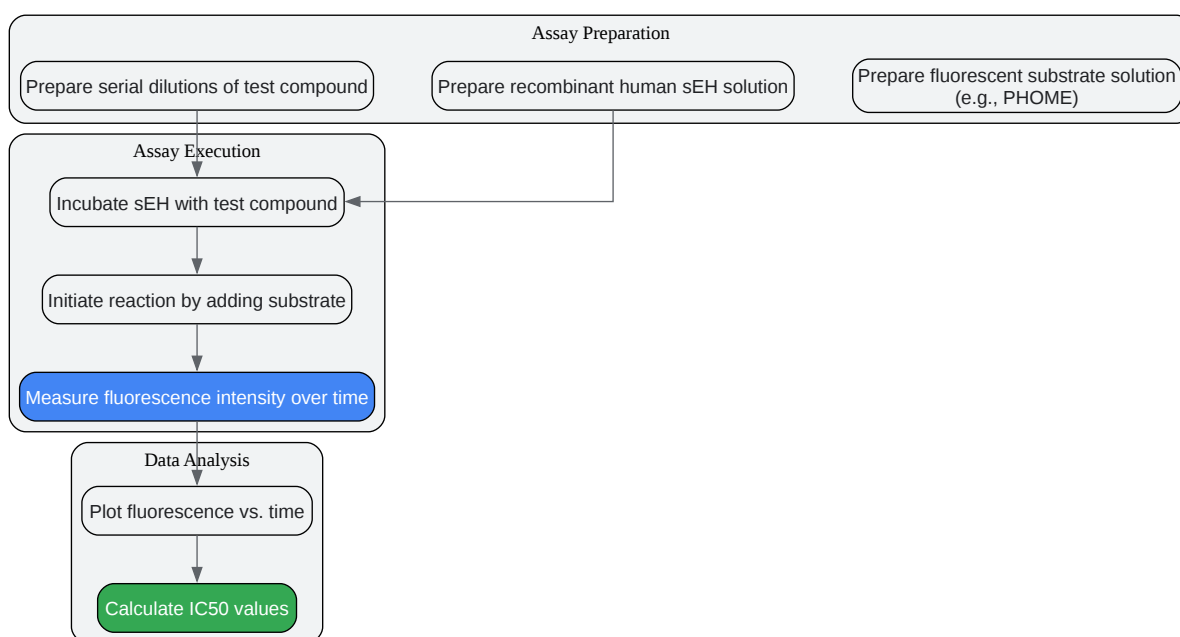 Assay Preparation
Prepare serial dilutions of test compound
Prepare recombinant human sEH solution
Prepare fluorescent substrate solution
(e.g., PHOME)
Assay Execution
Incubate sEH with test compound
Initiate reaction by adding substrate
Measure fluorescence intensity over time
Data Analysis
Plot fluorescence vs. time
Calculate IC50 values